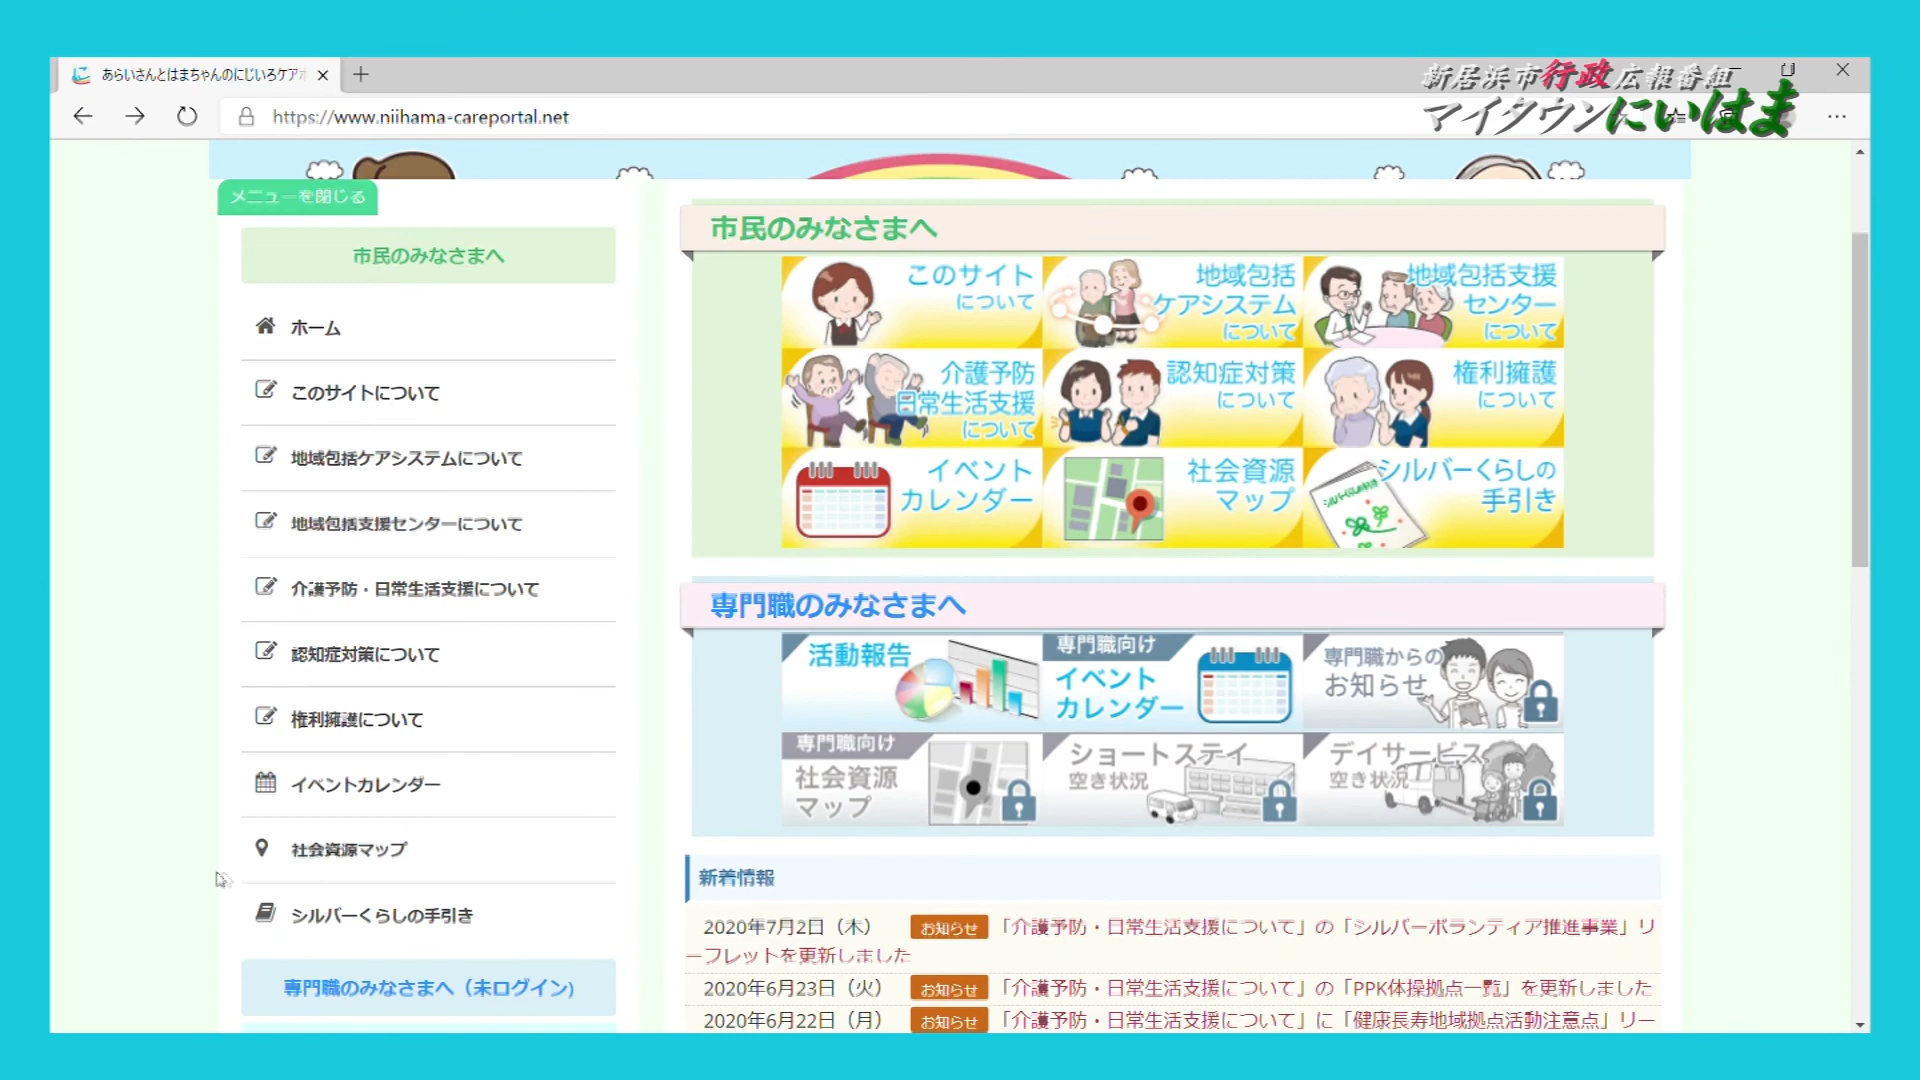 あらいさんとはまちゃんのにじいろケアポ
新居浜市行政広報番組
マイタウンにいはま
https://www.niihama-careportal.net
メニューを閉じる
市民のみなさまへ
ホーム
このサイトについて
地域包括ケアシステムについて
地域包括支援センターについて
介護予防・日常生活支援について
認知症対策について
権利擁護について
イベントカレンダー
社会資源マップ
シルバーくらしの手引き
専門職のみなさまへ（未ログイン）
市民のみなさまへ
このサイト
について
地域包括
ケアシステム
について
地域包括支援
センター
について
介護予防
日常生活支援
について
認知症対策
について
権利擁護
について
イベント
カレンダー
社会資源
マップ
シルバーくらしの
手引き
専門職のみなさまへ
活動報告
専門職向け
イベント
カレンダー
専門職からの
お知らせ
専門職向け
社会資源
マップ
ショートステイ
空き状況
デイサービス
空き状況
新着情報
2020年7月2日（木） お知らせ 「介護予防・日常生活支援について」の「シルバーボランティア推進事業」リ
ーフレットを更新しました
2020年6月23日（火） お知らせ 「介護予防・日常生活支援について」の「PPK体操拠点一覧」を更新しました
2020年6月22日（月） お知らせ 「介護予防・日常生活支援について」に「健康長寿地域拠点活動注意点」リー